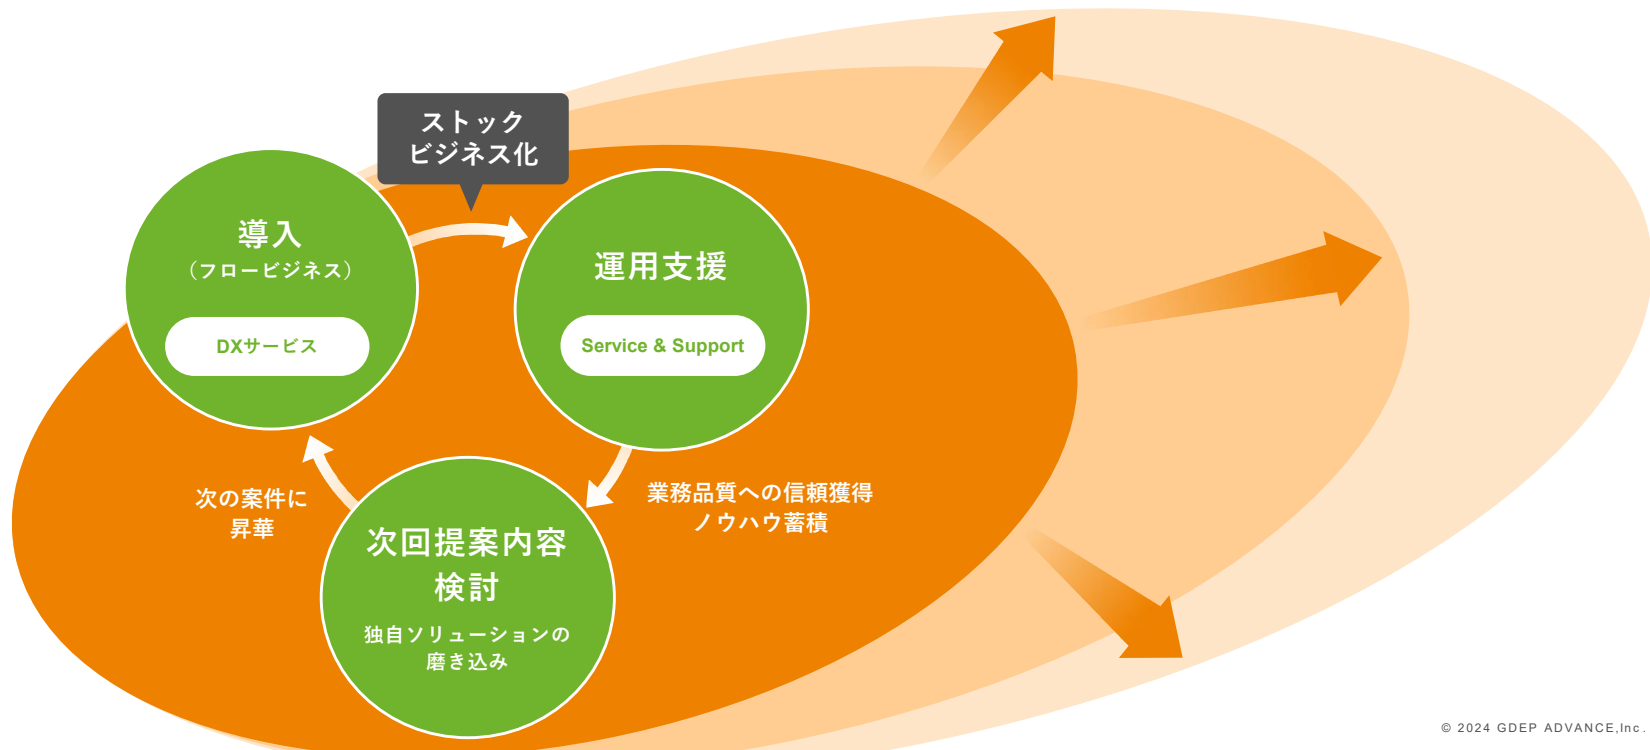 ストック
ビジネス化
導入
（フロービジネス）
DXサービス
運用支援
Service & Support
業務品質への信頼獲得
ノウハウ蓄積
次回提案内容
検討
独自ソリューションの
磨き込み
次の案件に
昇華
© 2024 GDEP ADVANCE,Inc.